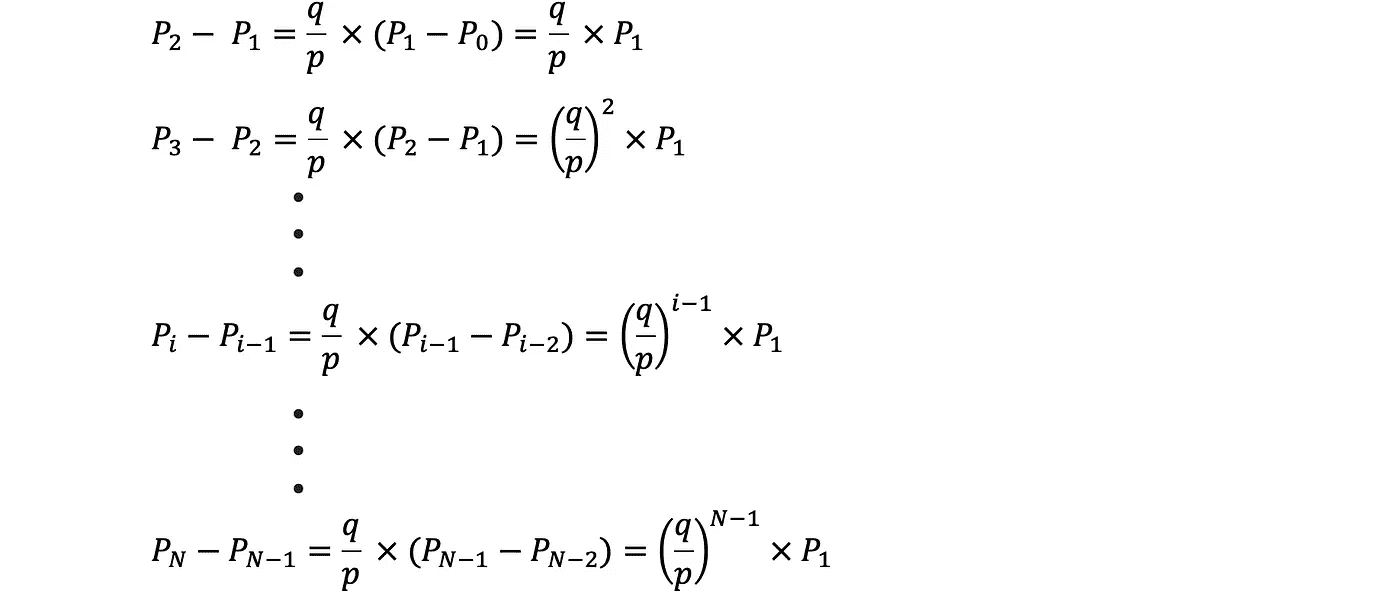 P₂ − P₁ = q/p × (P₁ − P₀) = q/p × P₁
P₃ − P₂ = q/p × (P₂ − P₁) = (q/p)² × P₁
•
•
•
Pᵢ − Pᵢ₋₁ = q/p × (Pᵢ₋₁ − Pᵢ₋₂) = (q/p)ⁱ⁻¹ × P₁
•
•
•
P_N − P_{N−1} = q/p × (P_{N−1} − P_{N−2}) = (q/p)^{N−1} × P₁